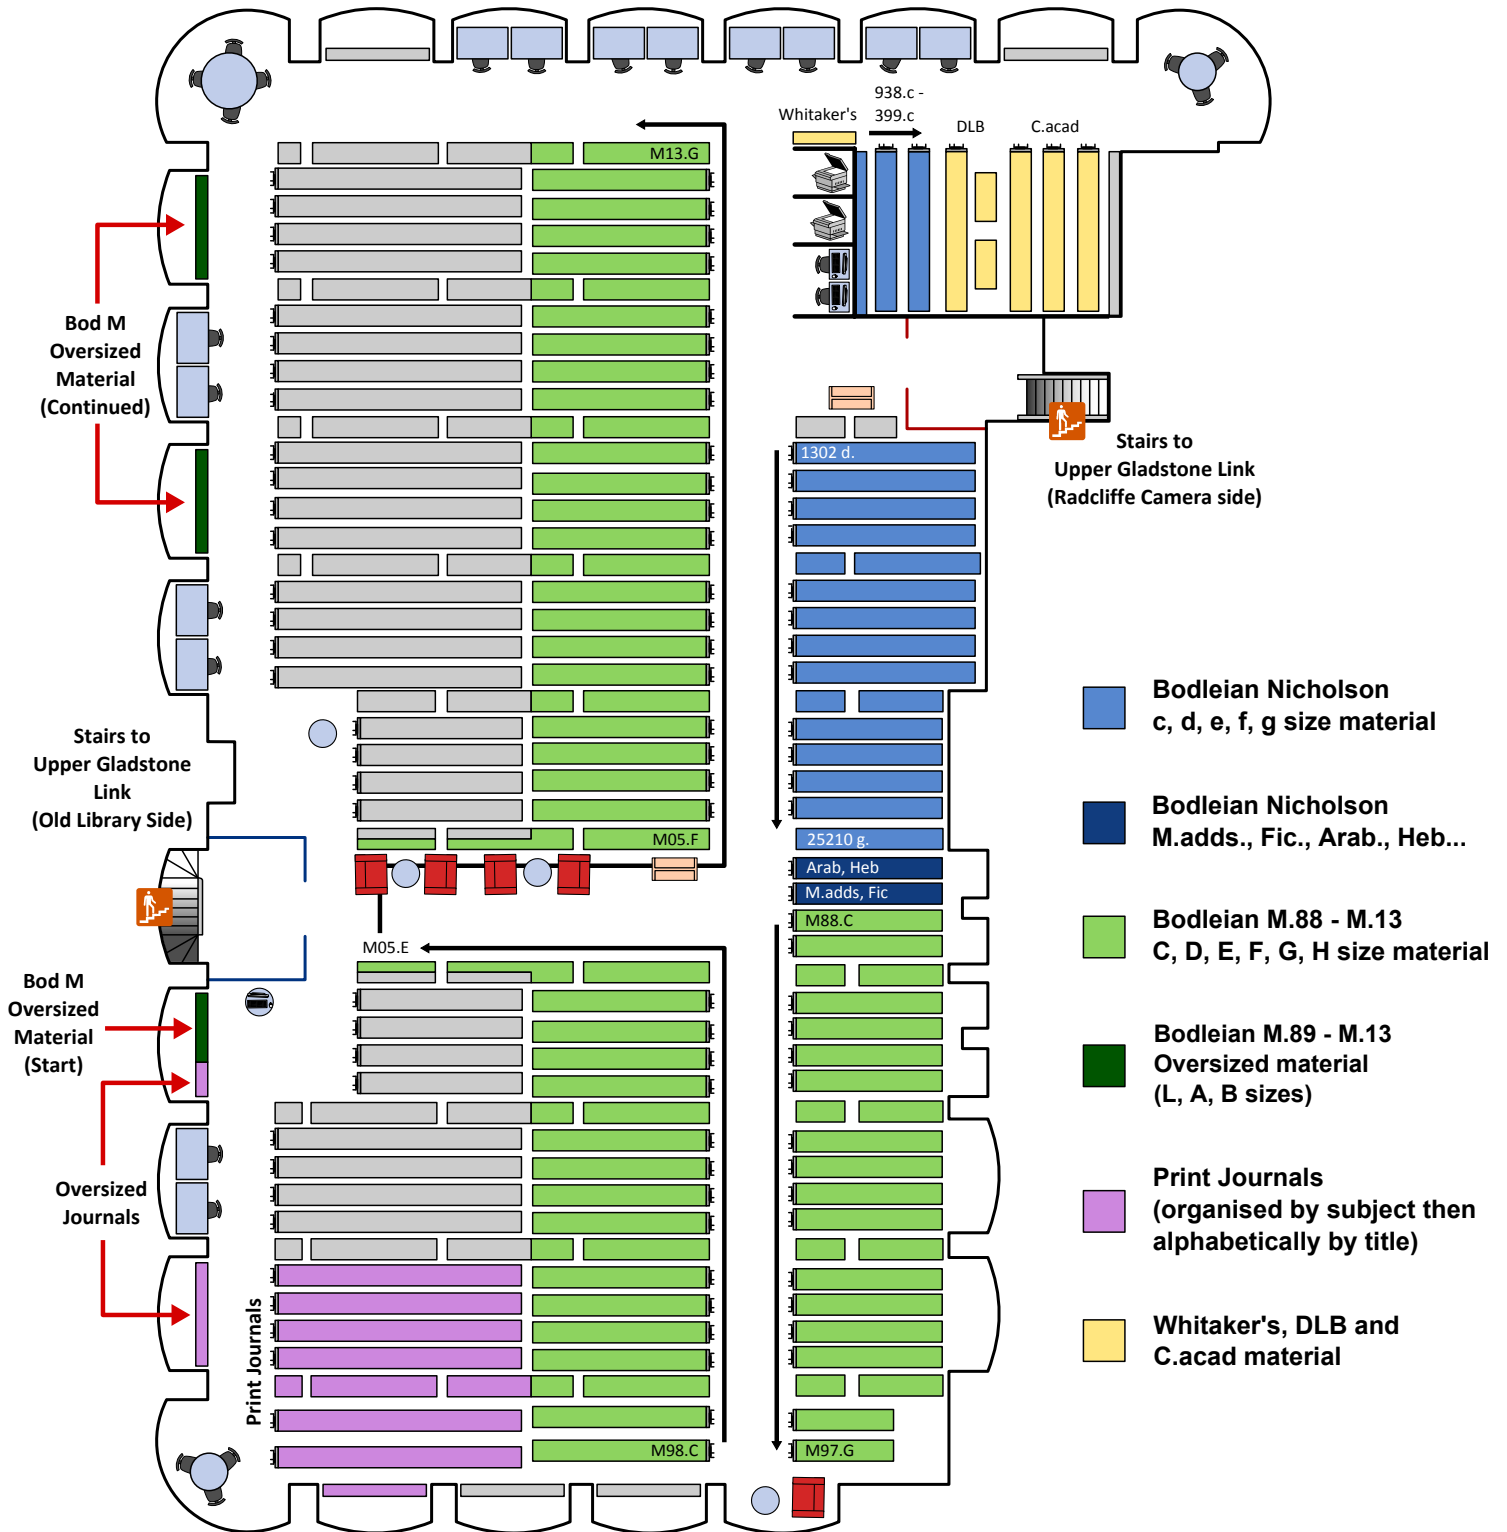 938.c -
399.c
Whitaker's
DLB
C.acad
M13.G
Bod M
Oversized
Material
(Continued)
1302 d.
Stairs to
Upper Gladstone Link
(Radcliffe Camera side)
Stairs to
Upper Gladstone
Link
(Old Library Side)
M05.F
25210 g.
Arab, Heb
M.adds, Fic
M88.C
M05.E
Bod M
Oversized
Material
(Start)
Oversized
Journals
Print Journals
M98.C
M97.G
Bodleian Nicholson
c, d, e, f, g size material
Bodleian Nicholson
M.adds., Fic., Arab., Heb...
Bodleian M.88 - M.13
C, D, E, F, G, H size material
Bodleian M.89 - M.13
Oversized material
(L, A, B sizes)
Print Journals
(organised by subject then
alphabetically by title)
Whitaker's, DLB and
C.acad material